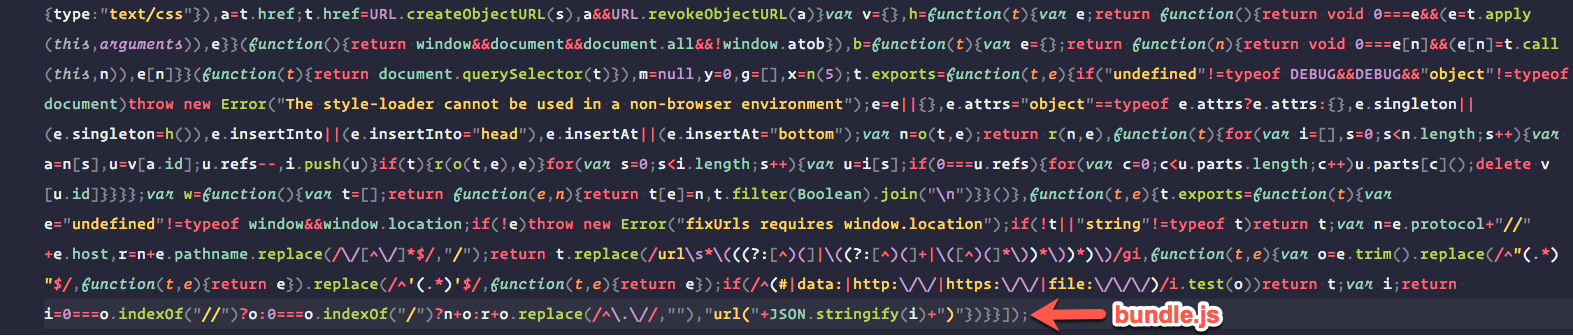 {type:"text/css"}),a=t.href;t.href=URL.createObjectURL(s),a&&URL.revokeObjectURL(a)}var v={},h=function(t){var e;return function(){return void 0===e&&(e=t.apply
(this,arguments)),e}}(function(){return window&&document&&document.all&&!window.atob}),b=function(t){var e={};return function(n){return void 0===e[n]&&(e[n]=t.call
(this,n)),e[n]}}(function(t){return document.querySelector(t)}),m=null,y=0,g=[],x=n(5);t.exports=function(t,e){if("undefined"!=typeof DEBUG&&DEBUG&&"object"!=typeof
document)throw new Error("The style-loader cannot be used in a non-browser environment");e=e||{},e.attrs="object"==typeof e.attrs?e.attrs:{},e.singleton||
(e.singleton=h()),e.insertInto||(e.insertInto="head"),e.insertAt||(e.insertAt="bottom");var n=o(t,e);return r(n,e),function(t){for(var i=[],s=0;s<n.length;s++){var
a=n[s],u=v[a.id];u.refs--,i.push(u)}if(t){r(o(t,e),e)}for(var s=0;s<i.length;s++){var u=i[s];if(0===u.refs){for(var c=0;c<u.parts.length;c++)u.parts[c]();delete v
[u.id]}}}};var w=function(){var t=[];return function(e,n){return t[e]=n,t.filter(Boolean).join("\n")}}()},function(t,e){t.exports=function(t){var
e="undefined"!=typeof window&&window.location;if(!e)throw new Error("fixUrls requires window.location");if(!t||"string"!=typeof t)return t;var n=e.protocol+"//"
+e.host,r=n+e.pathname.replace(/\/[^\/]*$/,"/");return t.replace(/url\s*\(((?:[^)(]|\((?:[^)(]+|\([^)(]*\))*\))*)\)/gi,function(t,e){var o=e.trim().replace(/^"(.*)
"$/,function(t,e){return e}).replace(/^'(.*)'$/,function(t,e){return e});if(/^(#|data:|http:\/\/|https:\/\/|file:\/\/\/)/i.test(o))return t;var i;return
i=0===o.indexOf("//")?o:0===o.indexOf("/")?n+o:r+o.replace(/^\.\//,""),"url("+JSON.stringify(i)+")"})}}]); bundle.js